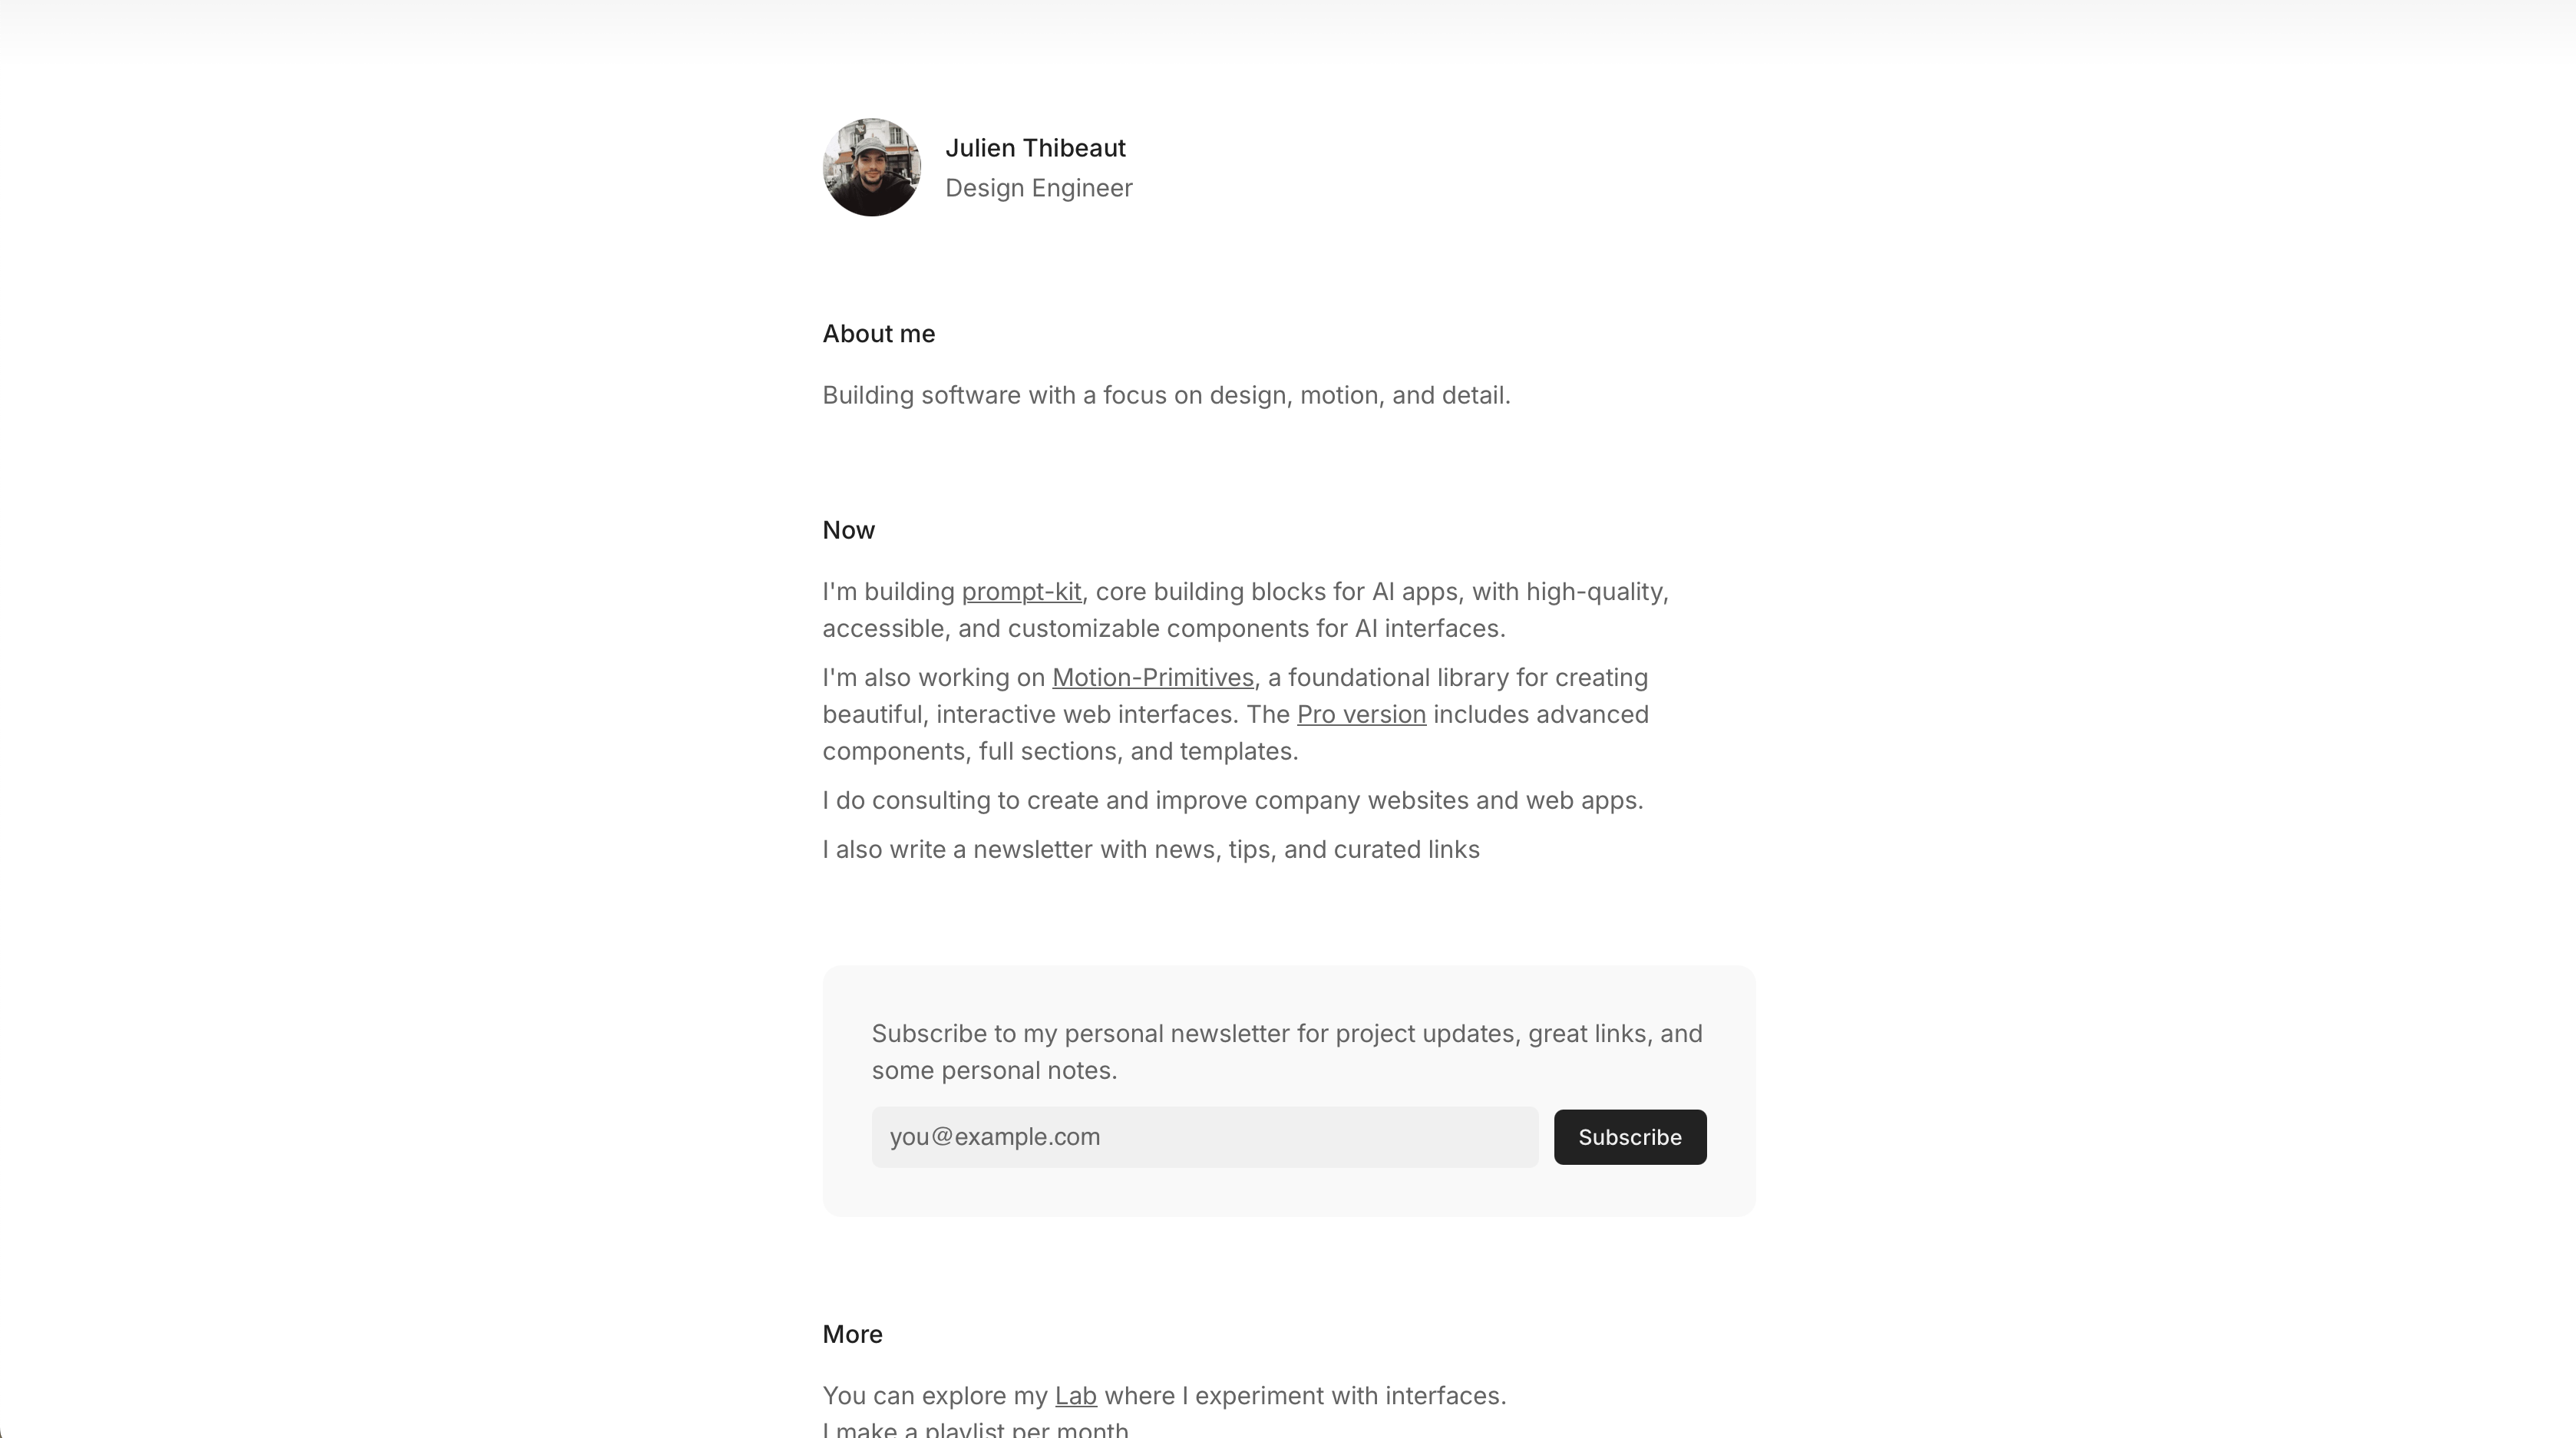 Julien Thibeaut
Design Engineer
About me
Building software with a focus on design, motion, and detail.
Now
I'm building prompt-kit, core building blocks for AI apps, with high-quality,
accessible, and customizable components for AI interfaces.
I'm also working on Motion-Primitives, a foundational library for creating
beautiful, interactive web interfaces. The Pro version includes advanced
components, full sections, and templates.
I do consulting to create and improve company websites and web apps.
I also write a newsletter with news, tips, and curated links
Subscribe to my personal newsletter for project updates, great links, and
some personal notes.
you@example.com
Subscribe
More
You can explore my Lab where I experiment with interfaces.
I make a playlist per month